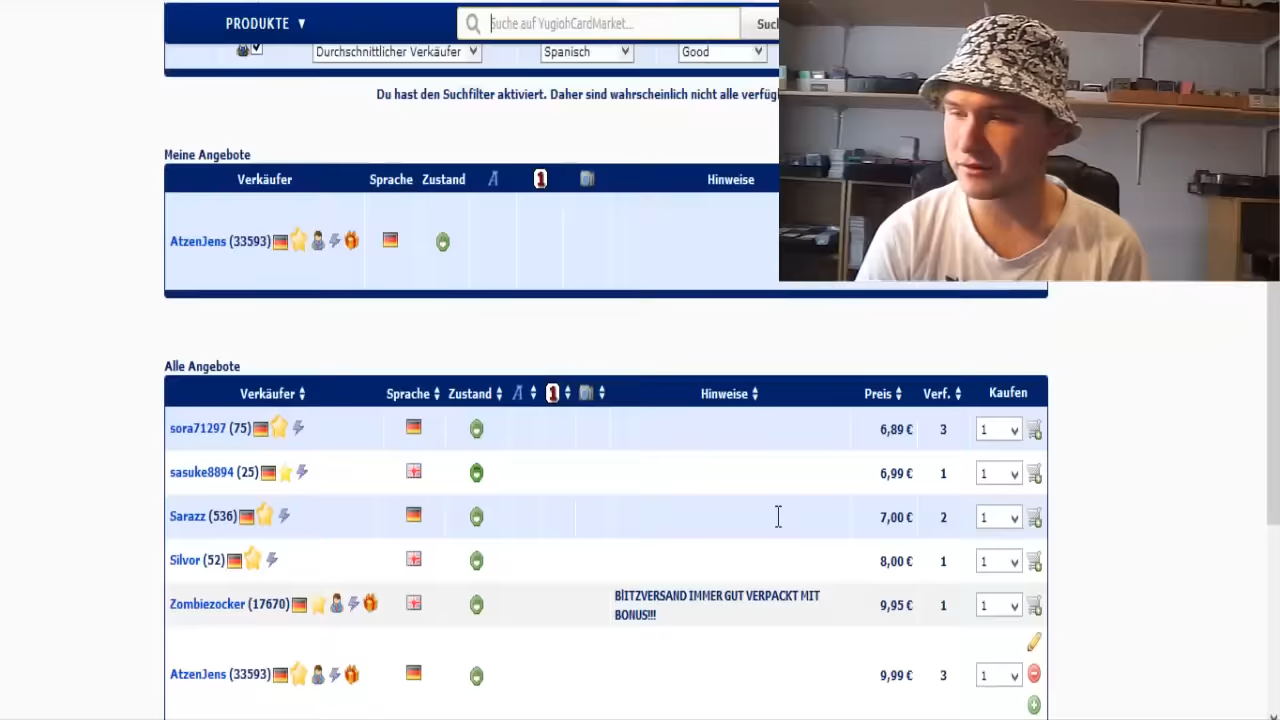 PRODUKTE ▼
Suche auf YugiohCardMarket...
Durchschnittlicher Verkäufer
Spanisch
Good
Du hast den Suchfilter aktiviert. Daher sind wahrscheinlich nicht alle
Meine Angebote
Verkäufer Sprache Zustand 1 Hinweise
AtzenJens (33593)
Alle Angebote
Verkäufer Sprache Zustand 1 Hinweise Preis Verf. Kaufen
sora71297 (75) 6,89 € 3 1
sasuke8894 (25) 6,99 € 1 1
Sarazz (536) 7,00 € 2 1
Silvor (52) 8,00 € 1 1
Zombiezocker (17670) BlITZVERSAND IMMER GUT VERPACKT MIT 9,95 € 1 1
BONUS!!!
AtzenJens (33593) 9,99 € 3 1